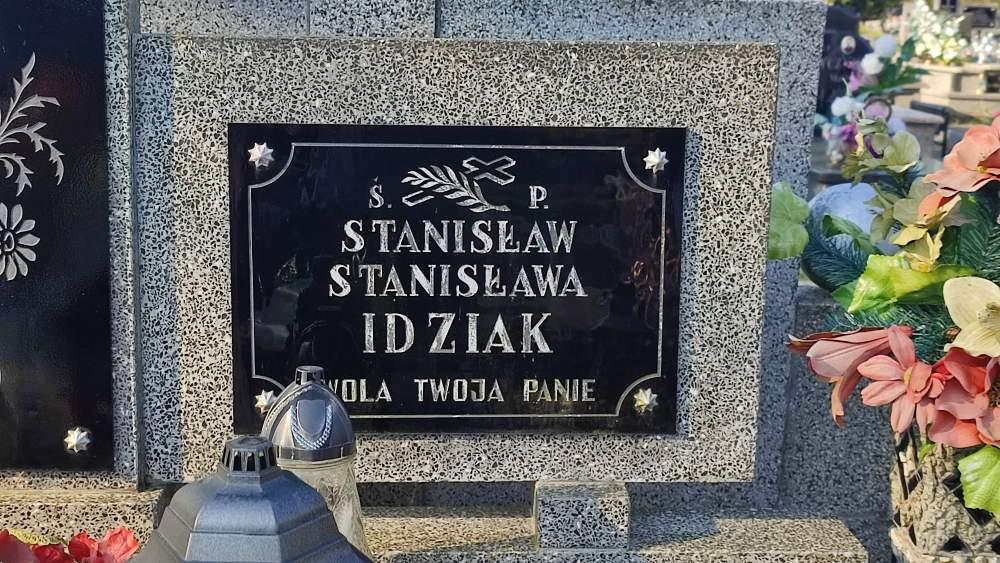 Ś. P.
STANISŁAW
STANISŁAWA
IDZIAK
WOLA TWOJA PANIE